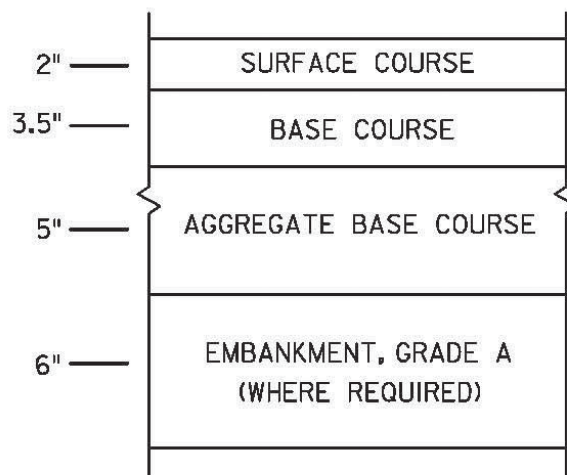 2" SURFACE COURSE
3.5" BASE COURSE
5" AGGREGATE BASE COURSE
6" EMBANKMENT, GRADE A
(WHERE REQUIRED)